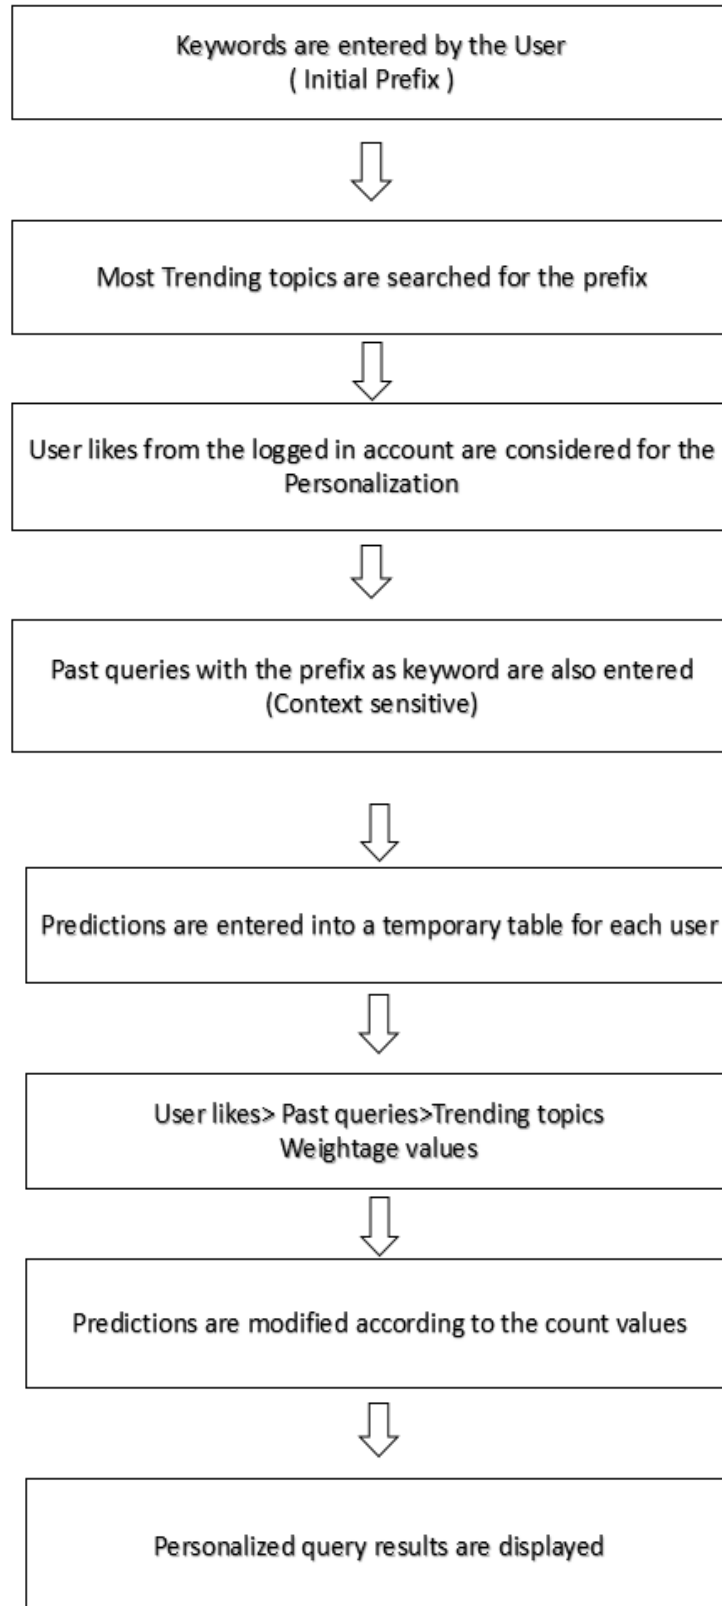 Keywords are entered by the User
( Initial Prefix )
Most Trending topics are searched for the prefix
User likes from the logged in account are considered for the
Personalization
Past queries with the prefix as keyword are also entered
(Context sensitive)
Predictions are entered into a temporary table for each user
User likes> Past queries>Trending topics
Weightage values
Predictions are modified according to the count values
Personalized query results are displayed